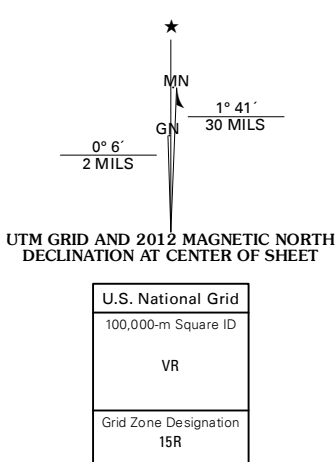 ★
MN
1° 41´
30 MILS
GN
0° 6´
2 MILS
UTM GRID AND 2012 MAGNETIC NORTH
DECLINATION AT CENTER OF SHEET
U.S. National Grid
100,000-m Square ID
VR
Grid Zone Designation
15R